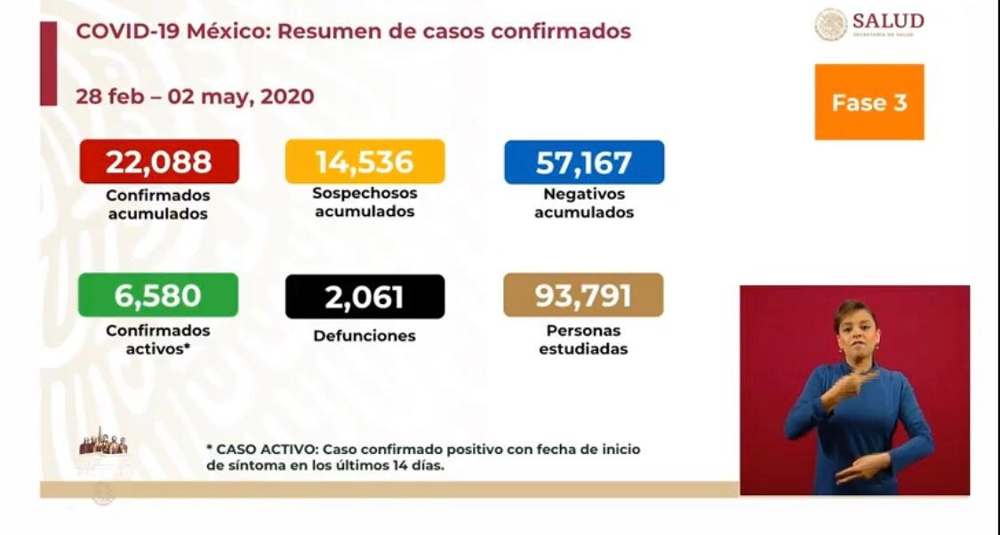 COVID-19 México: Resumen de casos confirmados
28 feb – 02 may, 2020
SALUD
SECRETARÍA DE SALUD
Fase 3
22,088
Confirmados
acumulados
14,536
Sospechosos
acumulados
57,167
Negativos
acumulados
6,580
Confirmados
activos*
2,061
Defunciones
93,791
Personas
estudiadas
* CASO ACTIVO: Caso confirmado positivo con fecha de inicio
de síntoma en los últimos 14 días.